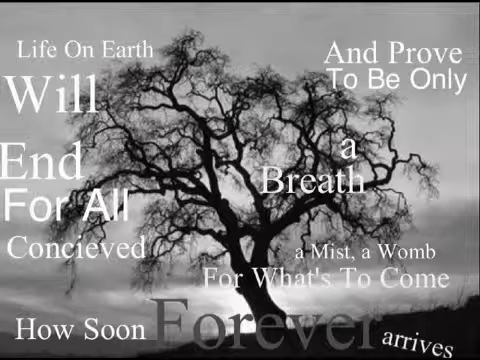 Life On Earth
Will
End
For All
Concieved
And Prove
To Be Only
a
Breath
a Mist, a Womb
For What's To Come
How Soon Forever arrives